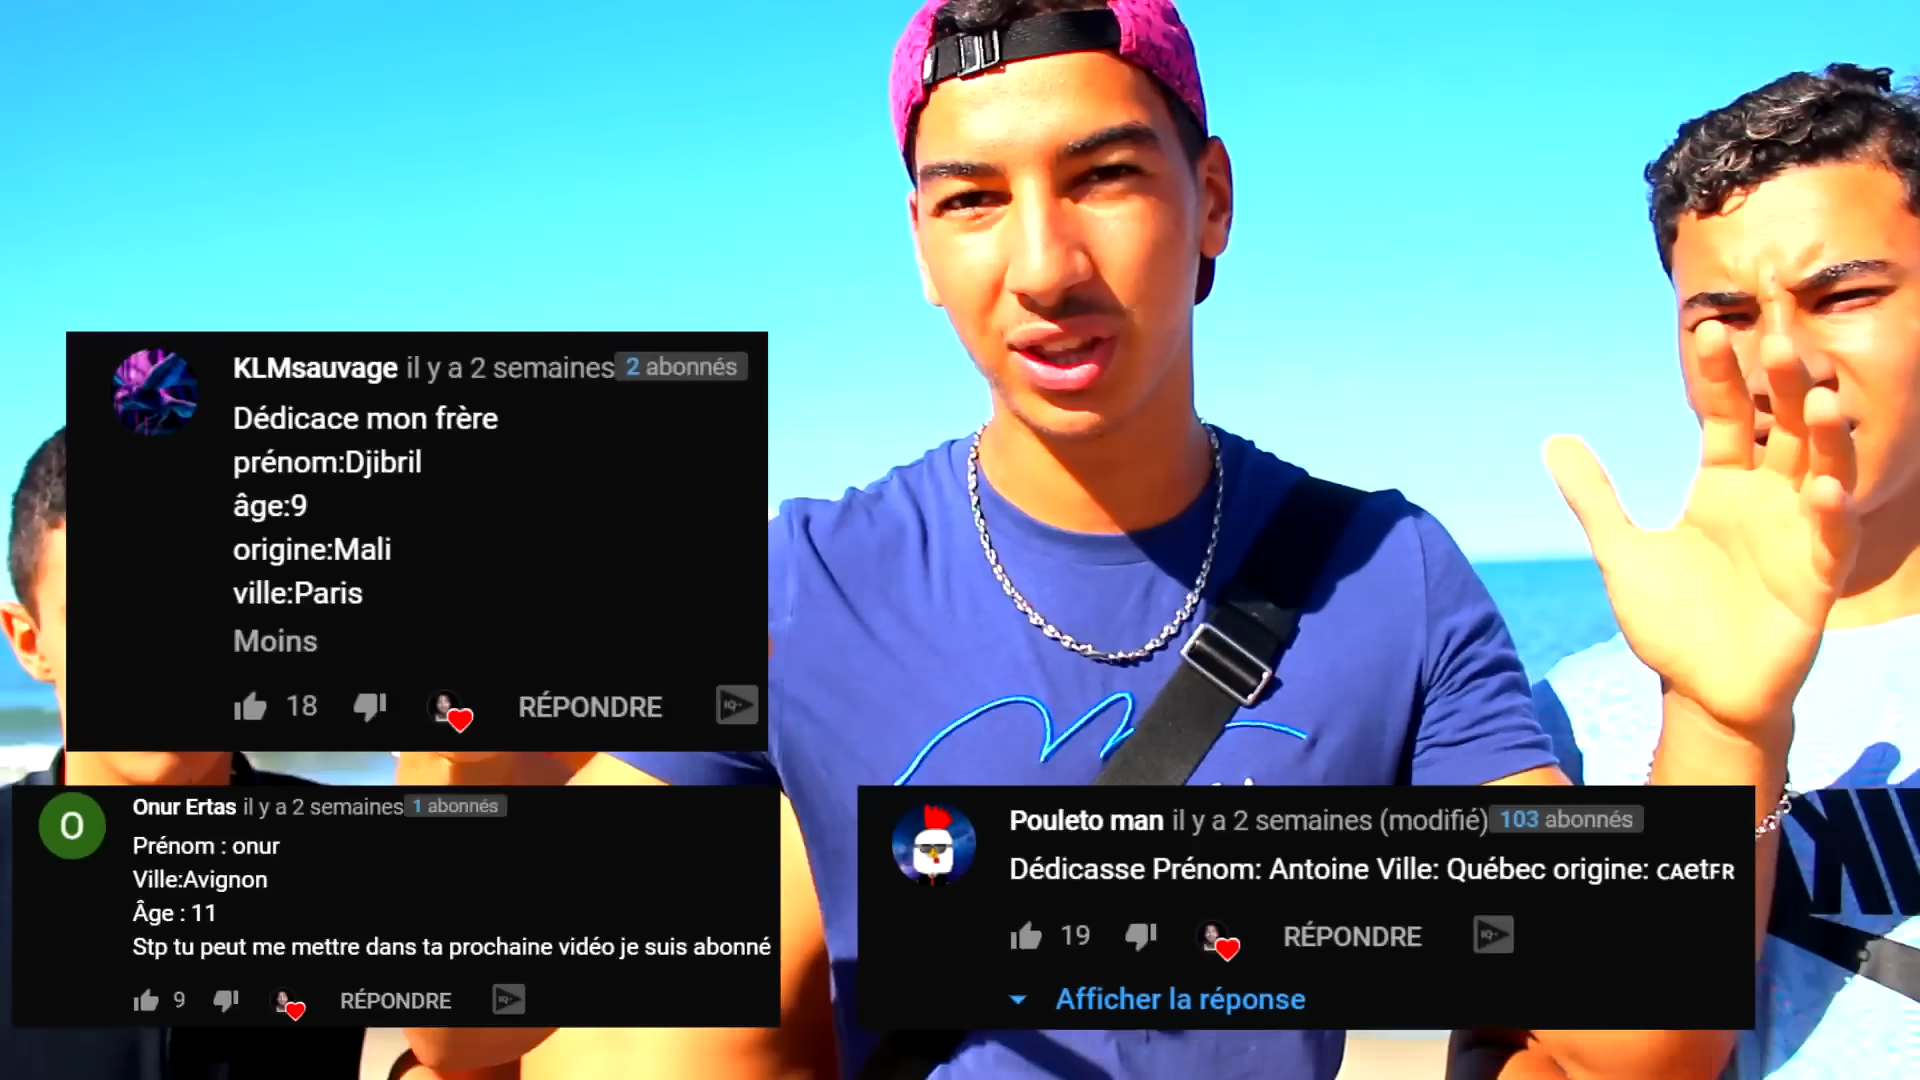 KLMsauvage il y a 2 semaines 2 abonnés
Dédicace mon frère
prénom:Djibril
âge:9
origine:Mali
ville:Paris
Moins
18 RÉPONDRE
Onur Ertas il y a 2 semaines 1 abonnés
Prénom : onur
Ville:Avignon
Âge : 11
Stp tu peut me mettre dans ta prochaine vidéo je suis abonné
9 RÉPONDRE
Pouleto man il y a 2 semaines (modifié) 103 abonnés
Dédicasse Prénom: Antoine Ville: Québec origine: ᴄᴀetꜰʀ
19 RÉPONDRE
Afficher la réponse